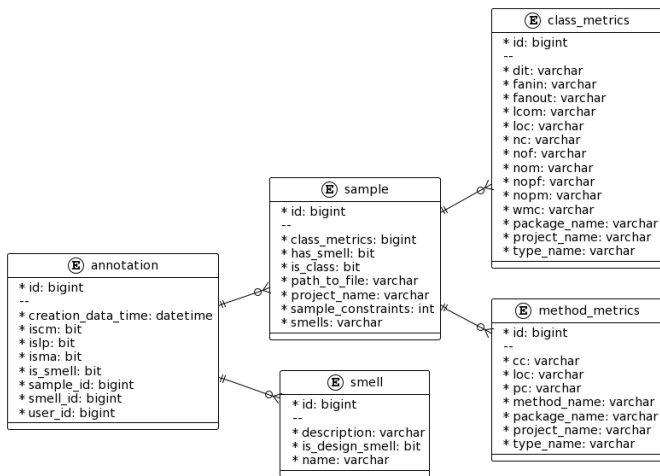 E class_metrics
* id: bigint
--
* dit: varchar
* fanin: varchar
* fanout: varchar
* lcom: varchar
* loc: varchar
* nc: varchar
* nof: varchar
* nom: varchar
* nopf: varchar
* nopm: varchar
* wmc: varchar
* package_name: varchar
* project_name: varchar
* type_name: varchar
E sample
* id: bigint
--
* class_metrics: bigint
* has_smell: bit
* is_class: bit
* path_to_file: varchar
* project_name: varchar
* sample_constraints: int
* smells: varchar
E annotation
* id: bigint
--
* creation_data_time: datetime
* iscm: bit
* islp: bit
* isma: bit
* is_smell: bit
* sample_id: bigint
* smell_id: bigint
* user_id: bigint
E method_metrics
* id: bigint
--
* cc: varchar
* loc: varchar
* pc: varchar
* method_name: varchar
* package_name: varchar
* project_name: varchar
* type_name: varchar
E smell
* id: bigint
--
* description: varchar
* is_design_smell: bit
* name: varchar